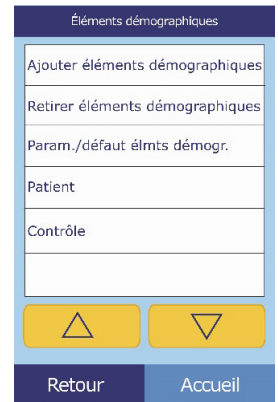 Éléments démographiques
Ajouter éléments démographiques
Retirer éléments démographiques
Param./défaut élmts démogr.
Patient
Contrôle
Retour
Accueil